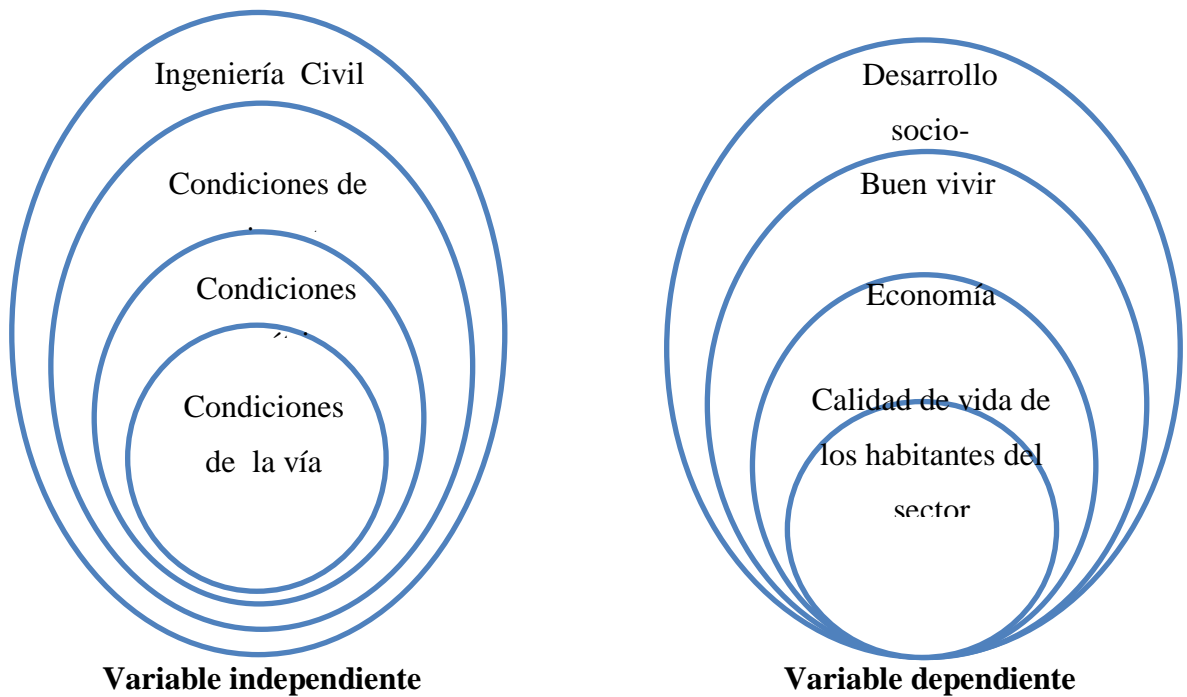 Ingeniería Civil
Condiciones de
Condiciones
Condiciones
de la vía
Variable independiente
Desarrollo
socio-
Buen vivir
Economía
Calidad de vida de
los habitantes del
sector
Variable dependiente